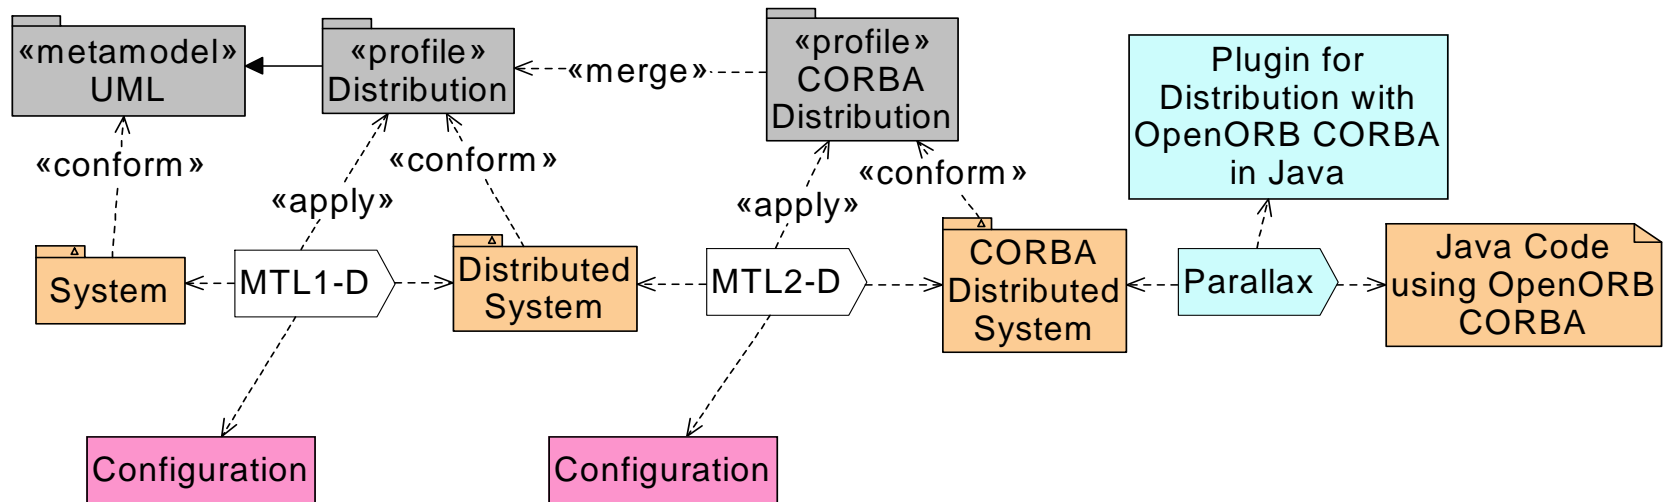 «metamodel»
UML
«profile»
Distribution
«merge»
«profile»
CORBA
Distribution
Plugin for
Distribution with
OpenORB CORBA
in Java
«conform»
«apply»
«conform»
«apply»
«conform»
System
MTL1-D
Distributed
System
MTL2-D
CORBA
Distributed
System
Parallax
Java Code
using OpenORB
CORBA
Configuration
Configuration